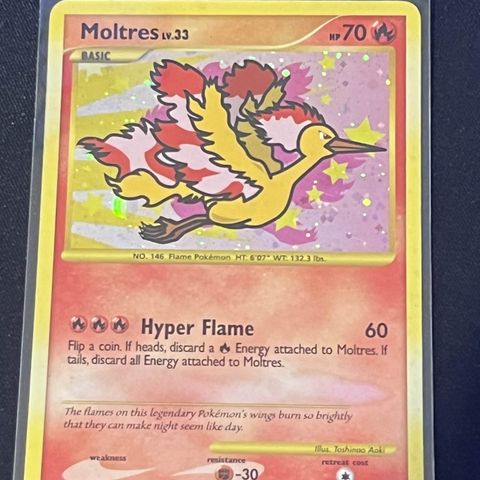 Moltres LV.33 HP 70
BASIC
NO. 146 Flame Pokémon HT: 6'07" WT: 132.3 lbs.
Hyper Flame 60
Flip a coin. If heads, discard a Energy attached to Moltres. If
tails, discard all Energy attached to Moltres.
The flames on this legendary Pokémon's wings burn so brightly
that they can make night seem like day.
Illus. Toshinao Aoki
weakness resistance retreat cost
-30